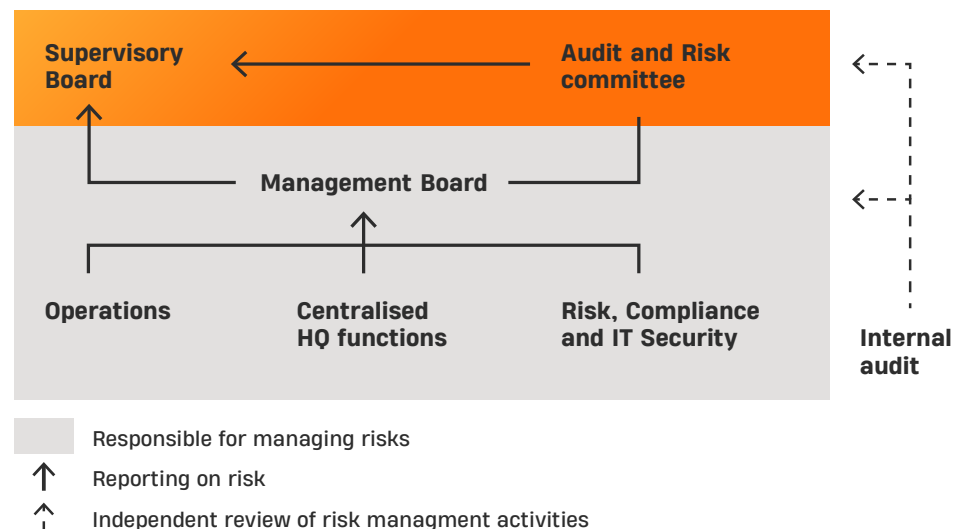 Supervisory
Board
Audit and Risk
committee
Management Board
Operations
Centralised
HQ functions
Risk, Compliance
and IT Security
Internal
audit
Responsible for managing risks
Reporting on risk
Independent review of risk managment activities